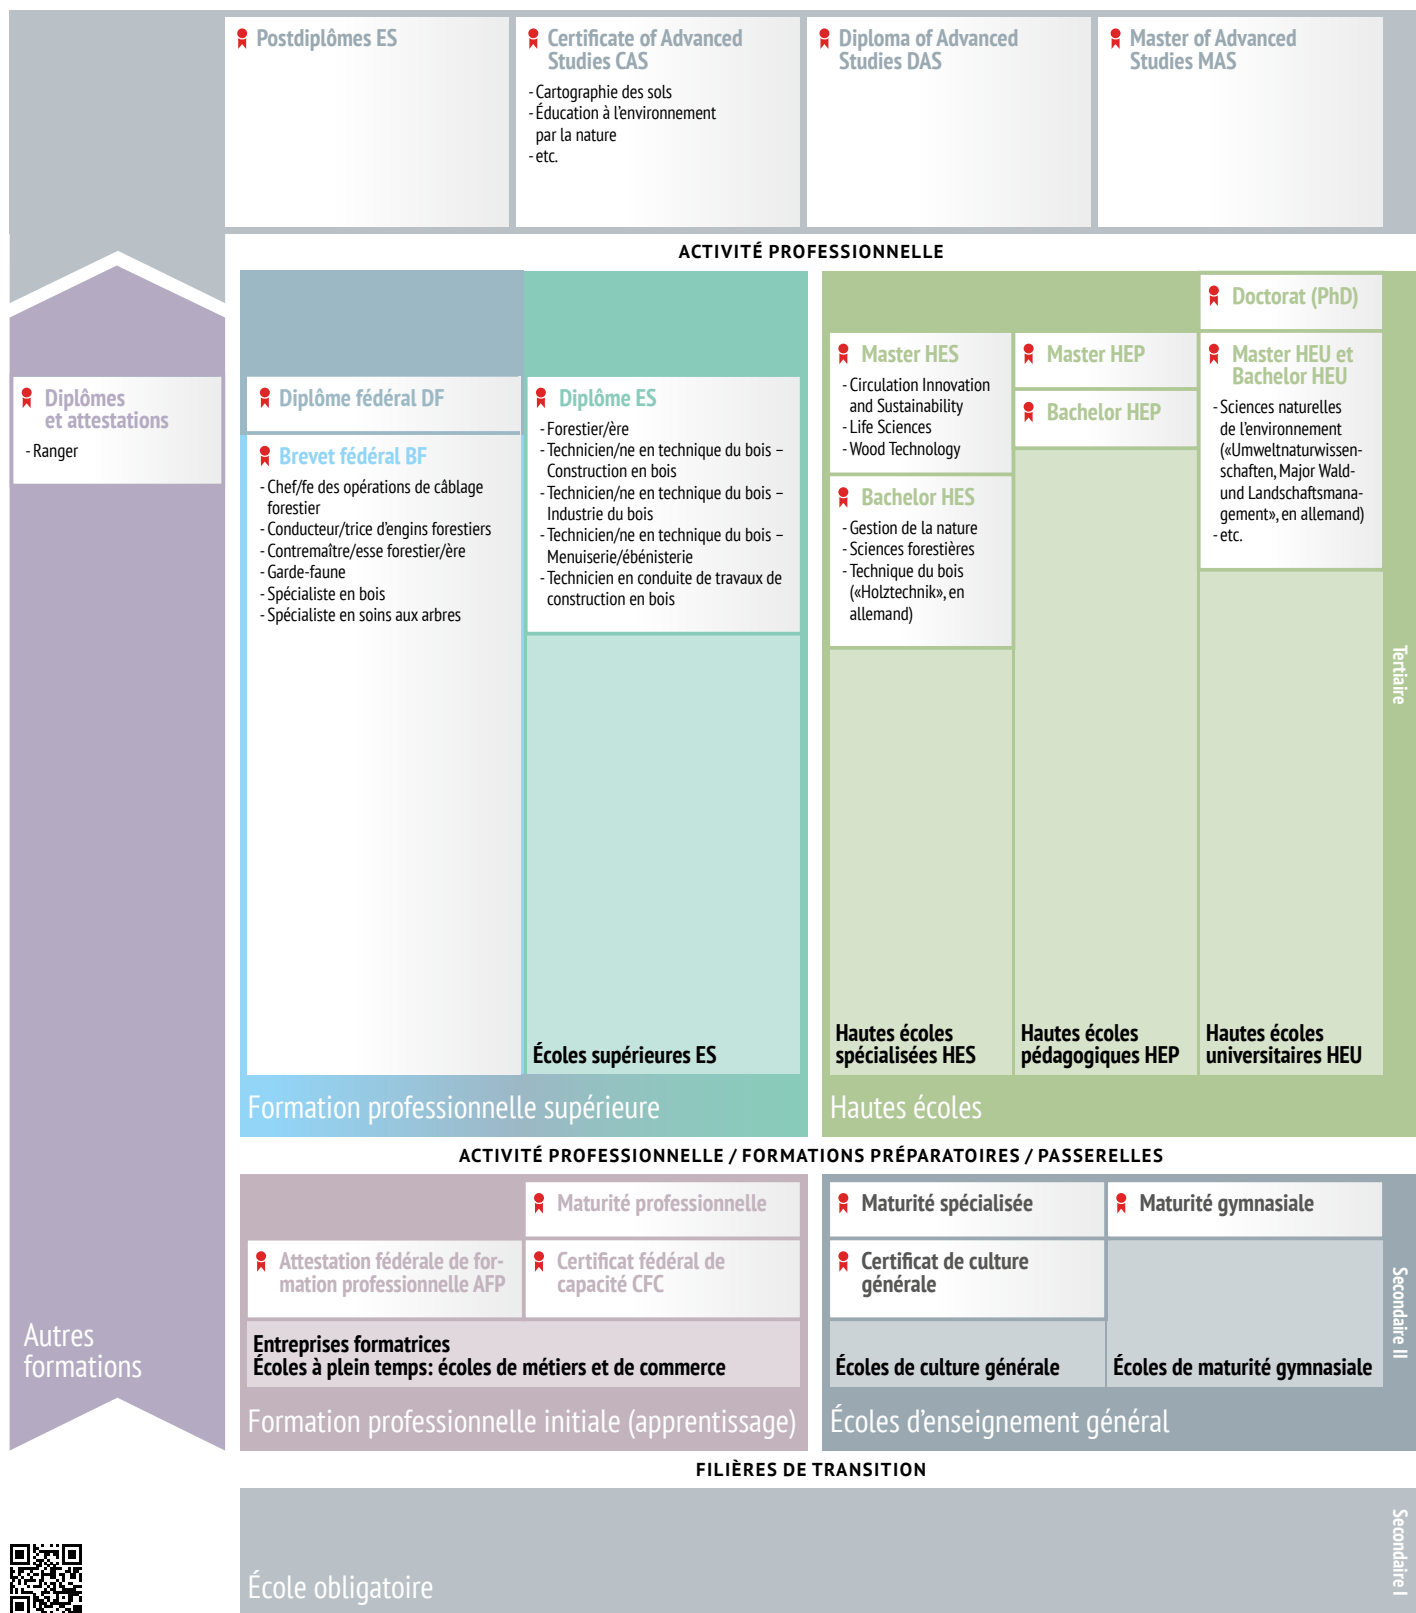 Postdiplômes ES
Certificate of Advanced
Studies CAS
- Cartographie des sols
- Éducation à l'environnement
par la nature
- etc.
Diploma of Advanced
Studies DAS
Master of Advanced
Studies MAS
ACTIVITÉ PROFESSIONNELLE
Diplômes
et attestations
- Ranger
Diplôme fédéral DF
Brevet fédéral BF
- Chef/fe des opérations de câblage
forestier
- Conducteur/trice d'engins forestiers
- Contremaître/esse forestier/ère
- Garde-faune
- Spécialiste en bois
- Spécialiste en soins aux arbres
Diplôme ES
- Forestier/ère
- Technicien/ne en technique du bois –
Construction en bois
- Technicien/ne en technique du bois –
Industrie du bois
- Technicien/ne en technique du bois –
Menuiserie/ébénisterie
- Technicien en conduite de travaux de
construction en bois
Écoles supérieures ES
Formation professionnelle supérieure
Master HES
- Circulation Innovation
and Sustainability
- Life Sciences
- Wood Technology
Bachelor HES
- Gestion de la nature
- Sciences forestières
- Technique du bois
(«Holztechnik», en
allemand)
Hautes écoles
spécialisées HES
Master HEP
Bachelor HEP
Hautes écoles
pédagogiques HEP
Doctorat (PhD)
Master HEU et
Bachelor HEU
- Sciences naturelles
de l'environnement
(«Umweltnaturwissen-
schaften, Major Wald-
und Landschaftsmana-
gement», en allemand)
- etc.
Hautes écoles
universitaires HEU
Hautes écoles
Tertiaire
ACTIVITÉ PROFESSIONNELLE / FORMATIONS PRÉPARATOIRES / PASSERELLES
Autres
formations
Maturité professionnelle
Attestation fédérale de for-
mation professionnelle AFP
Certificat fédéral de
capacité CFC
Entreprises formatrices
Écoles à plein temps: écoles de métiers et de commerce
Formation professionnelle initiale (apprentissage)
Maturité spécialisée
Certificat de culture
générale
Écoles de culture générale
Maturité gymnasiale
Écoles de maturité gymnasiale
Écoles d'enseignement général
Secondaire II
FILIÈRES DE TRANSITION
École obligatoire
Secondaire I